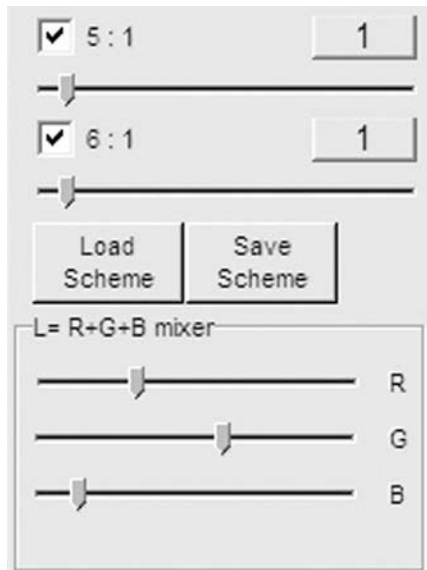 5 : 1
1
6 : 1
1
Load
Scheme
Save
Scheme
L= R+G+B mixer
R
G
B